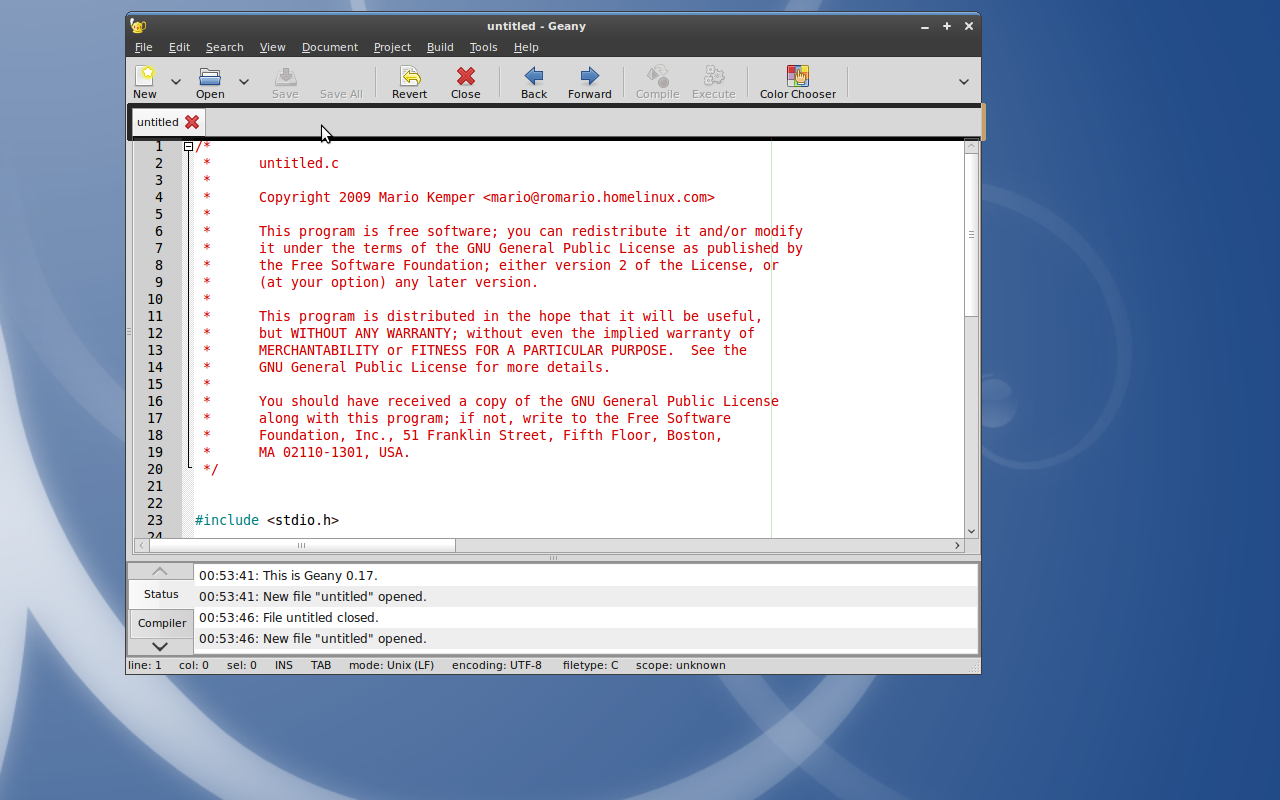 untitled - Geany
File Edit Search View Document Project Build Tools Help
New Open Save Save All Revert Close Back Forward Compile Execute Color Chooser
untitled
1 /*
2 * untitled.c
3 *
4 * Copyright 2009 Mario Kemper <mario@romario.homelinux.com>
5 *
6 * This program is free software; you can redistribute it and/or modify
7 * it under the terms of the GNU General Public License as published by
8 * the Free Software Foundation; either version 2 of the License, or
9 * (at your option) any later version.
10 *
11 * This program is distributed in the hope that it will be useful,
12 * but WITHOUT ANY WARRANTY; without even the implied warranty of
13 * MERCHANTABILITY or FITNESS FOR A PARTICULAR PURPOSE.  See the
14 * GNU General Public License for more details.
15 *
16 * You should have received a copy of the GNU General Public License
17 * along with this program; if not, write to the Free Software
18 * Foundation, Inc., 51 Franklin Street, Fifth Floor, Boston,
19 * MA 02110-1301, USA.
20 */
21
22
23 #include <stdio.h>
24
00:53:41: This is Geany 0.17.
Status 00:53:41: New file "untitled" opened.
Compiler 00:53:46: File untitled closed.
00:53:46: New file "untitled" opened.
line: 1 col: 0 sel: 0 INS TAB mode: Unix (LF) encoding: UTF-8 filetype: C scope: unknown